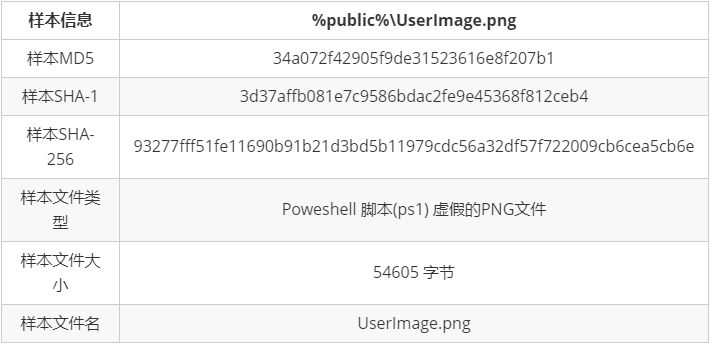 样本信息 %public%\UserImage.png
样本MD5 34a072f42905f9de31523616e8f207b1
样本SHA-1 3d37affb081e7c9586bdac2fe9e45368f812ceb4
样本SHA-
256 93277fff51fe11690b91b21d3bd5b11979cdc56a32df57f722009cb6cea5cb6e
样本文件类
型 Poweshell 脚本(ps1) 虚假的PNG文件
样本文件大
小 54605 字节
样本文件名 UserImage.png